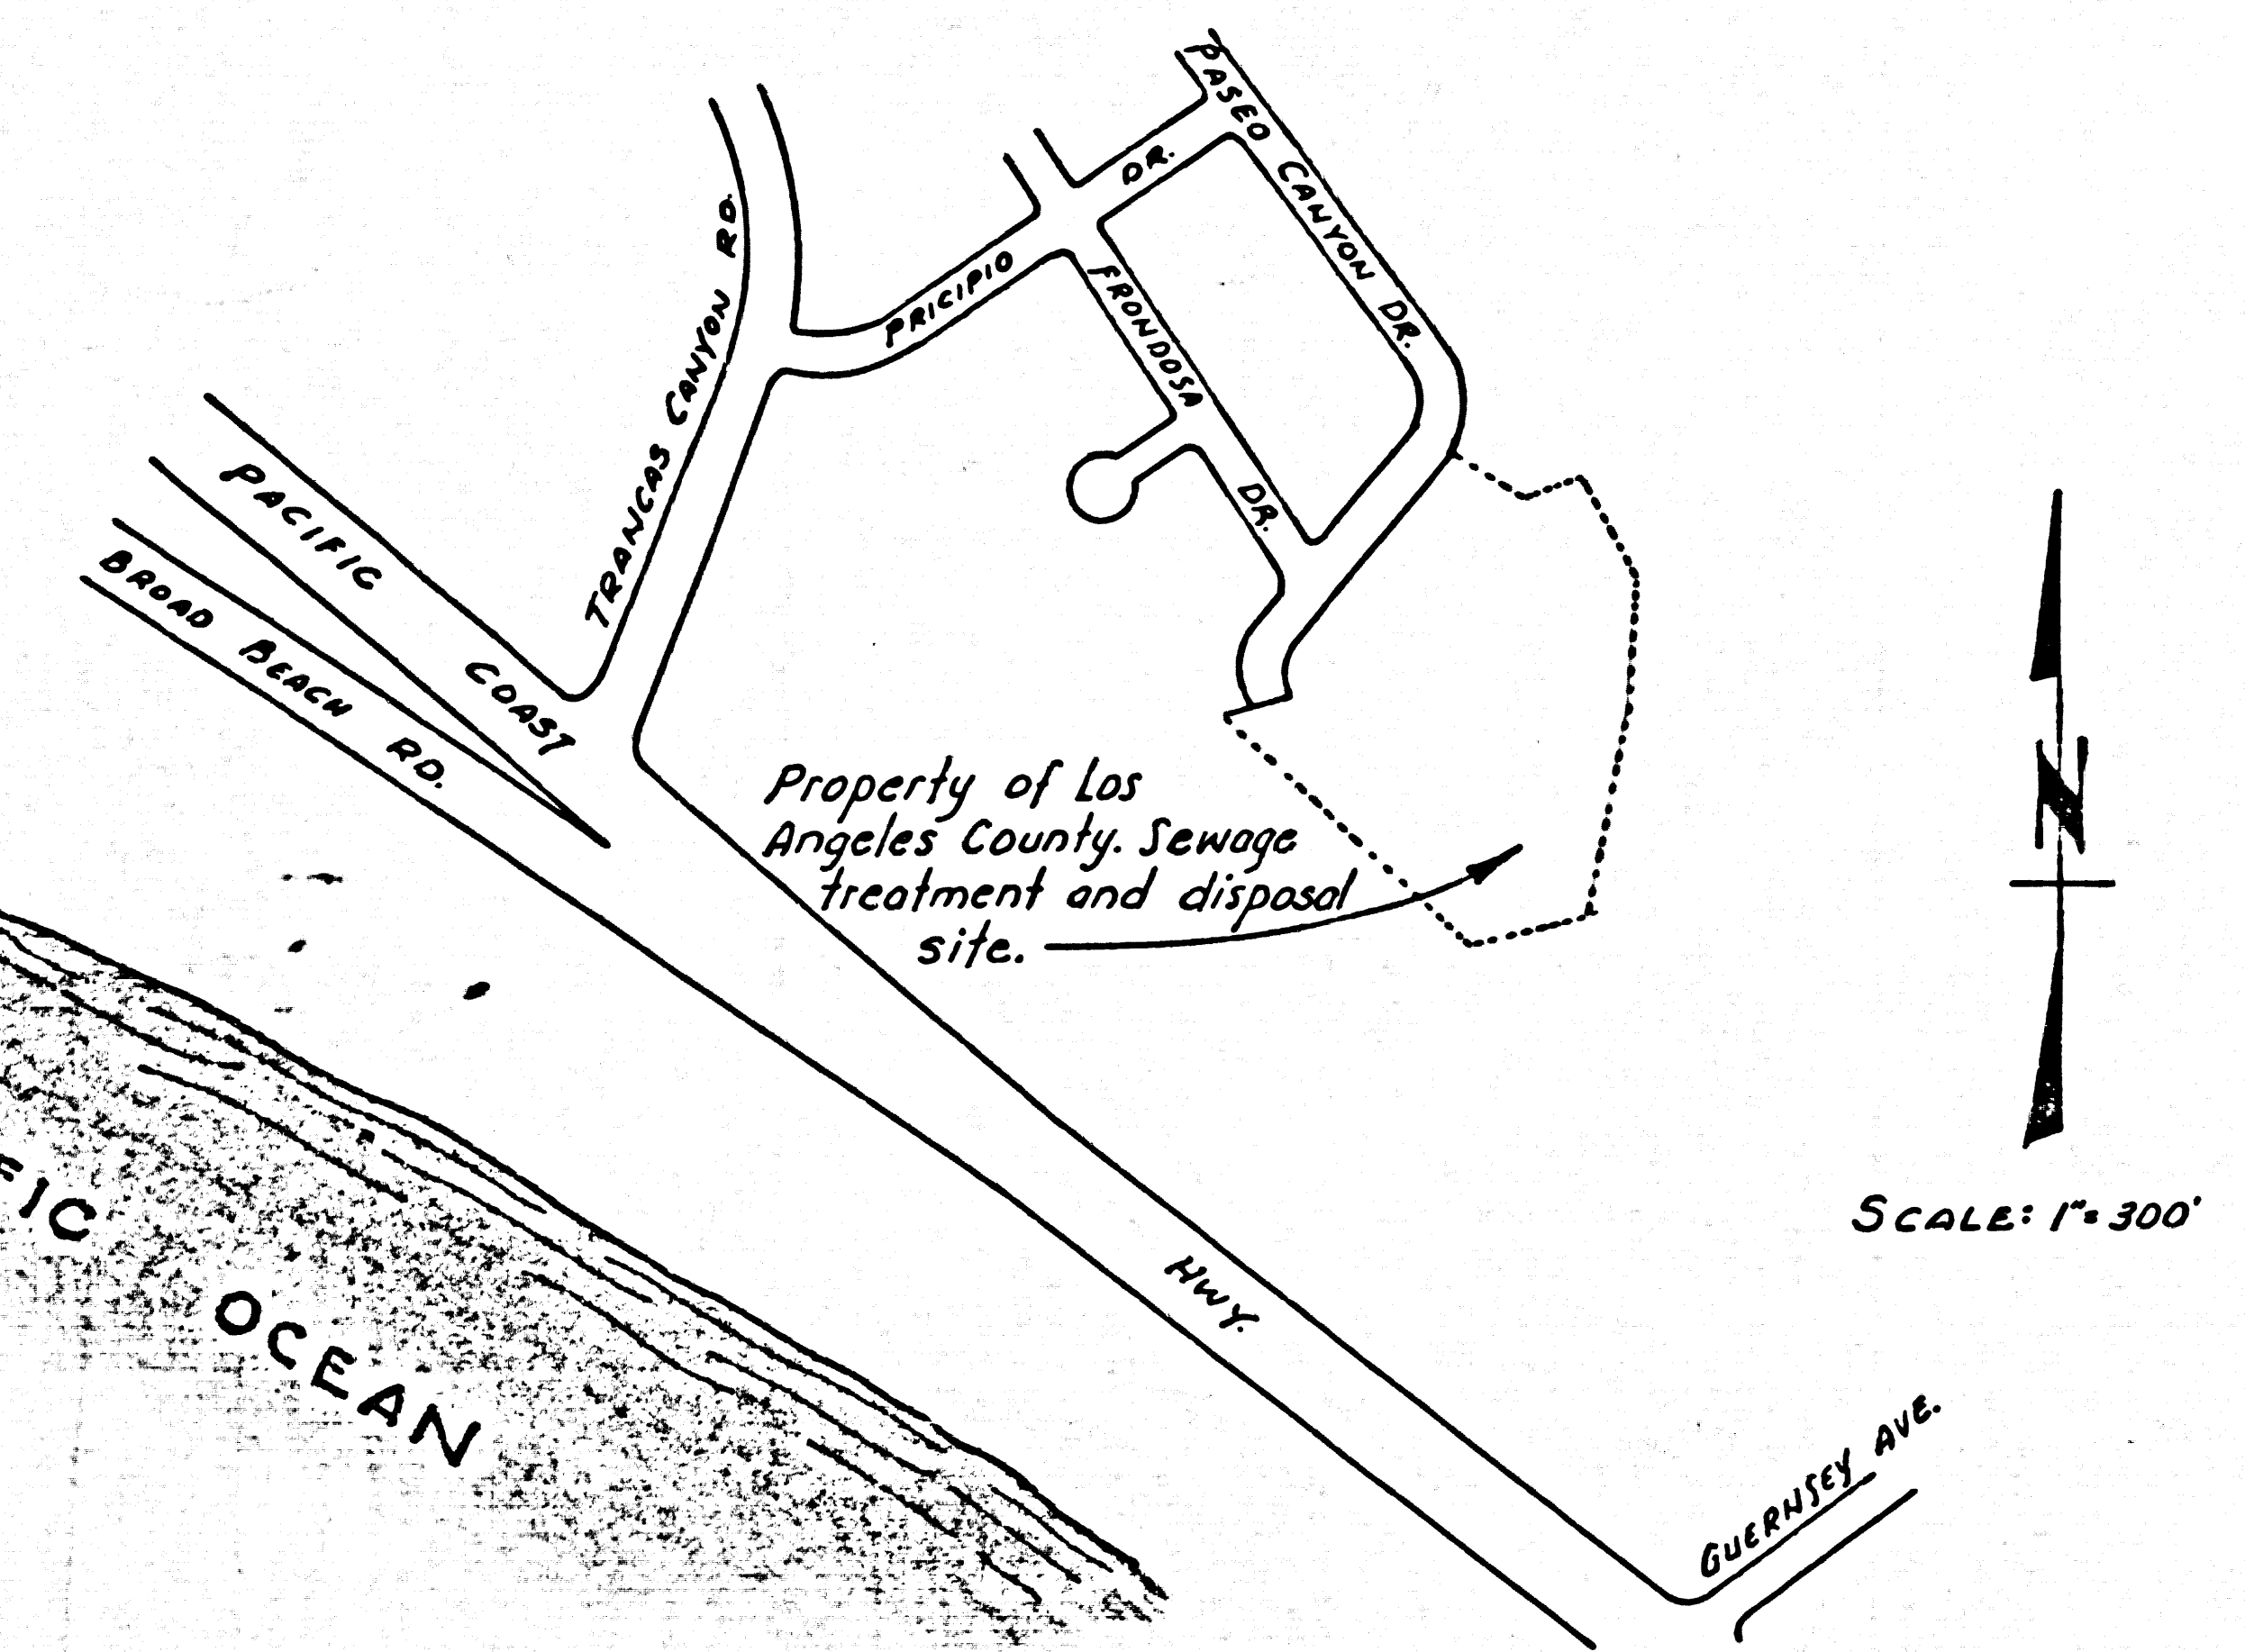 PASEO CANYON DR.
PRICIPIO DR.
FRONDOSA DR.
TRANCAS CANYON RD.
PACIFIC COAST HWY.
BROAD BEACH RD.
Property of Los
Angeles County. Sewage
treatment and disposal
site.
N
SCALE: 1"= 300'
FIC OCEAN
GUERNSEY AVE.